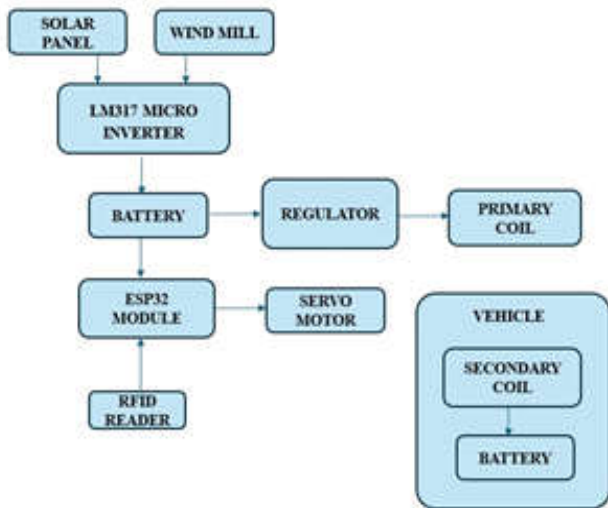 SOLAR
PANEL
WIND MILL
LM317 MICRO
INVERTER
BATTERY
REGULATOR
PRIMARY
COIL
ESP32
MODULE
SERVO
MOTOR
RFID
READER
VEHICLE
SECONDARY
COIL
BATTERY